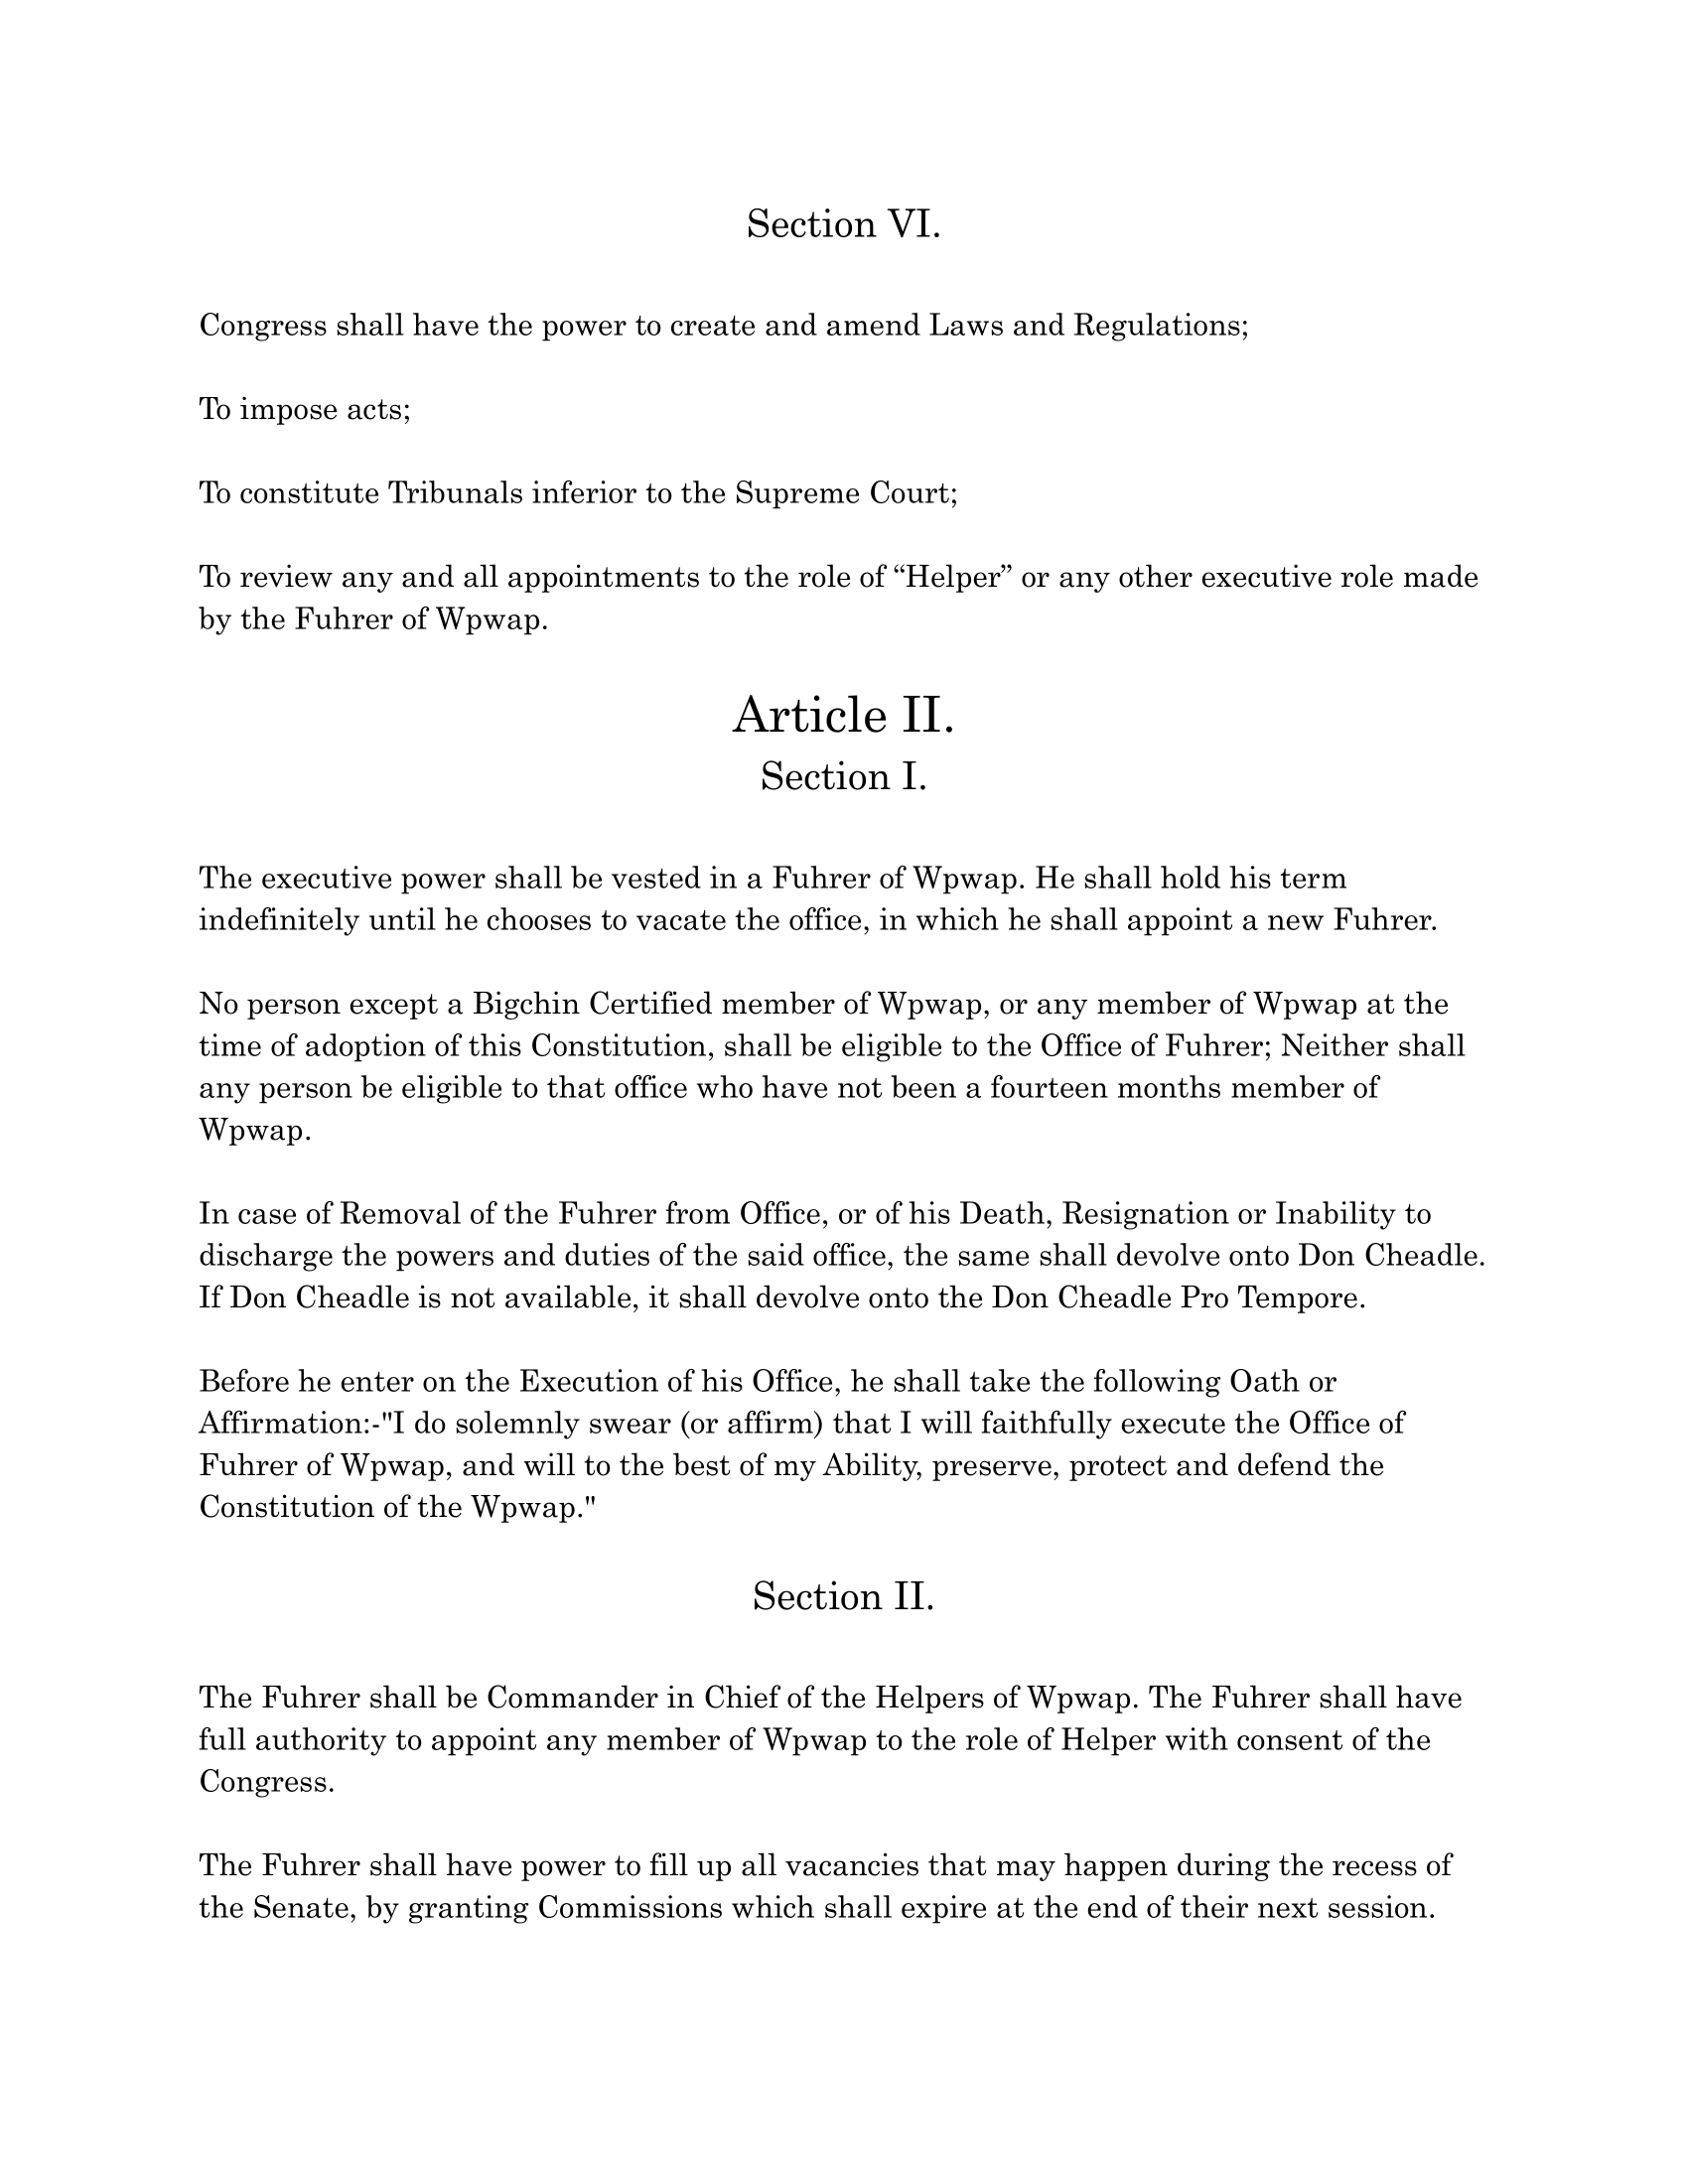 Section VI.
Congress shall have the power to create and amend Laws and Regulations;
To impose acts;
To constitute Tribunals inferior to the Supreme Court;
To review any and all appointments to the role of “Helper” or any other executive role made
by the Fuhrer of Wpwap.
Article II.
Section I.
The executive power shall be vested in a Fuhrer of Wpwap. He shall hold his term
indefinitely until he chooses to vacate the office, in which he shall appoint a new Fuhrer.
No person except a Bigchin Certified member of Wpwap, or any member of Wpwap at the
time of adoption of this Constitution, shall be eligible to the Office of Fuhrer; Neither shall
any person be eligible to that office who have not been a fourteen months member of
Wpwap.
In case of Removal of the Fuhrer from Office, or of his Death, Resignation or Inability to
discharge the powers and duties of the said office, the same shall devolve onto Don Cheadle.
If Don Cheadle is not available, it shall devolve onto the Don Cheadle Pro Tempore.
Before he enter on the Execution of his Office, he shall take the following Oath or
Affirmation:-"I do solemnly swear (or affirm) that I will faithfully execute the Office of
Fuhrer of Wpwap, and will to the best of my Ability, preserve, protect and defend the
Constitution of the Wpwap."
Section II.
The Fuhrer shall be Commander in Chief of the Helpers of Wpwap. The Fuhrer shall have
full authority to appoint any member of Wpwap to the role of Helper with consent of the
Congress.
The Fuhrer shall have power to fill up all vacancies that may happen during the recess of
the Senate, by granting Commissions which shall expire at the end of their next session.